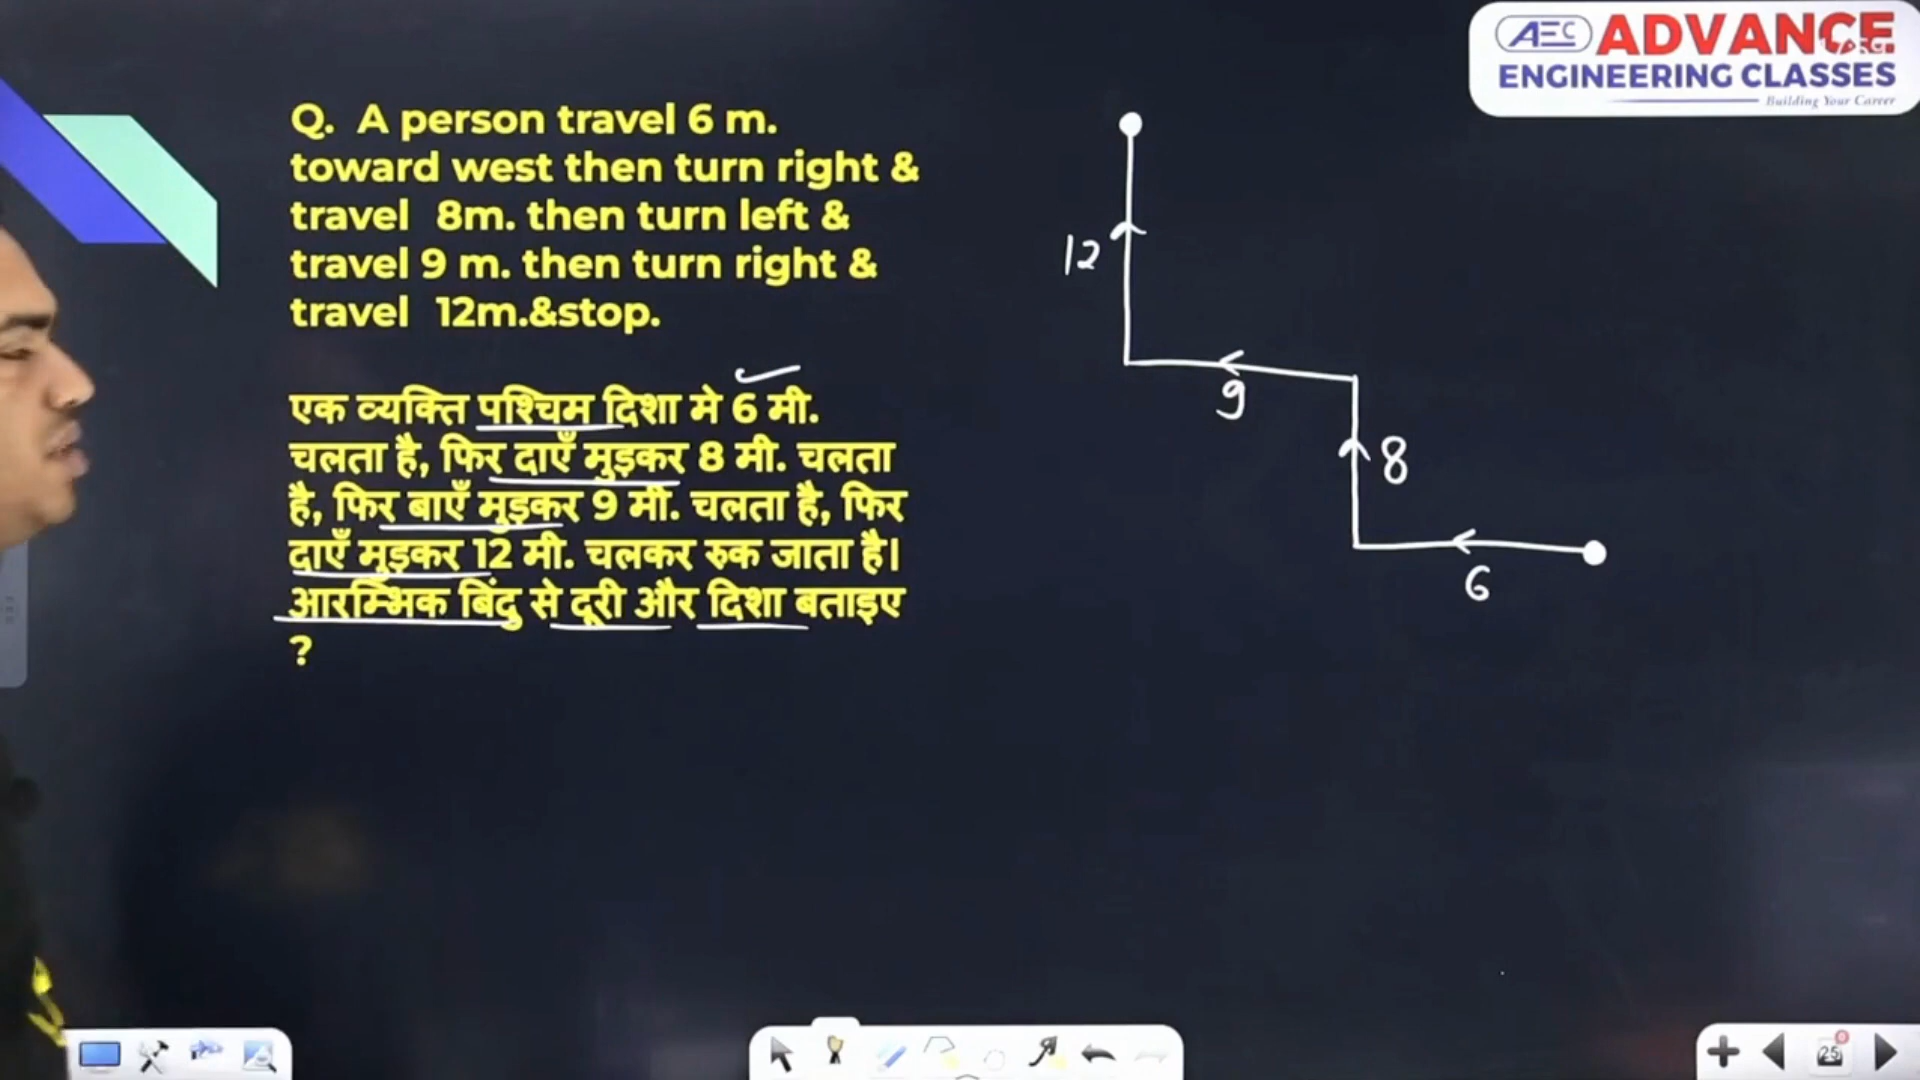 AEC ADVANCE
ENGINEERING CLASSES
Building Your Career
Q. A person travel 6 m.
toward west then turn right &
travel 8m. then turn left &
travel 9 m. then turn right &
travel 12m.&stop.
एक व्यक्ति पश्चिम दिशा मे 6 मी.
चलता है, फिर दाएँ मुड़कर 8 मी. चलता
है, फिर बाएँ मुड़कर 9 मी. चलता है, फिर
दाएँ मुड़कर 12 मी. चलकर रुक जाता है।
आरम्भिक बिंदु से दूरी और दिशा बताइए
?
12
9
8
6
25